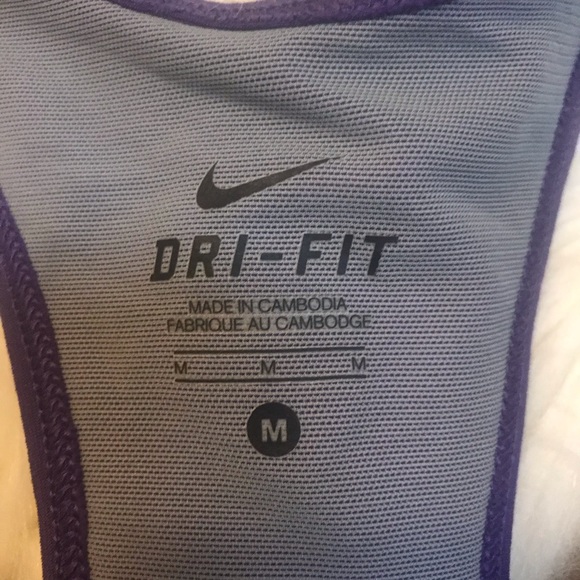 DRI-FIT
MADE IN CAMBODIA
FABRIQUE AU CAMBODGE
M M M
M